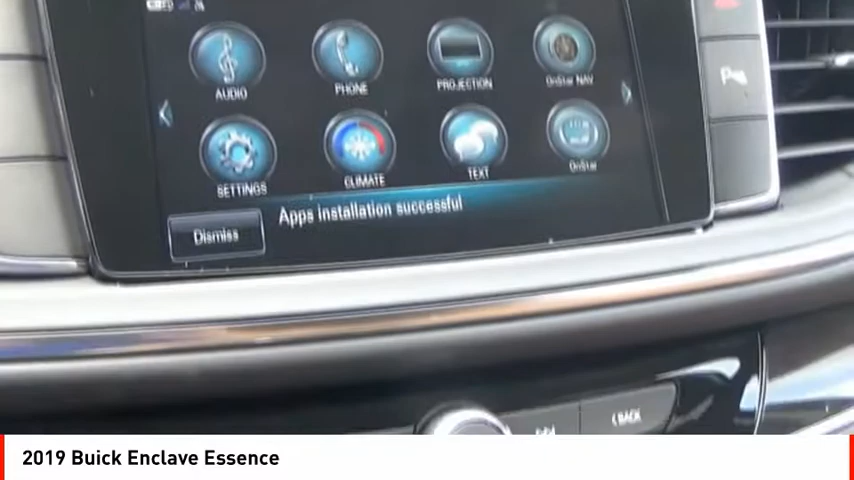 AUDIO PHONE PROJECTION OnStar NAV
SETTINGS CLIMATE TEXT OnStar
Dismiss Apps installation successful
BACK
2019 Buick Enclave Essence